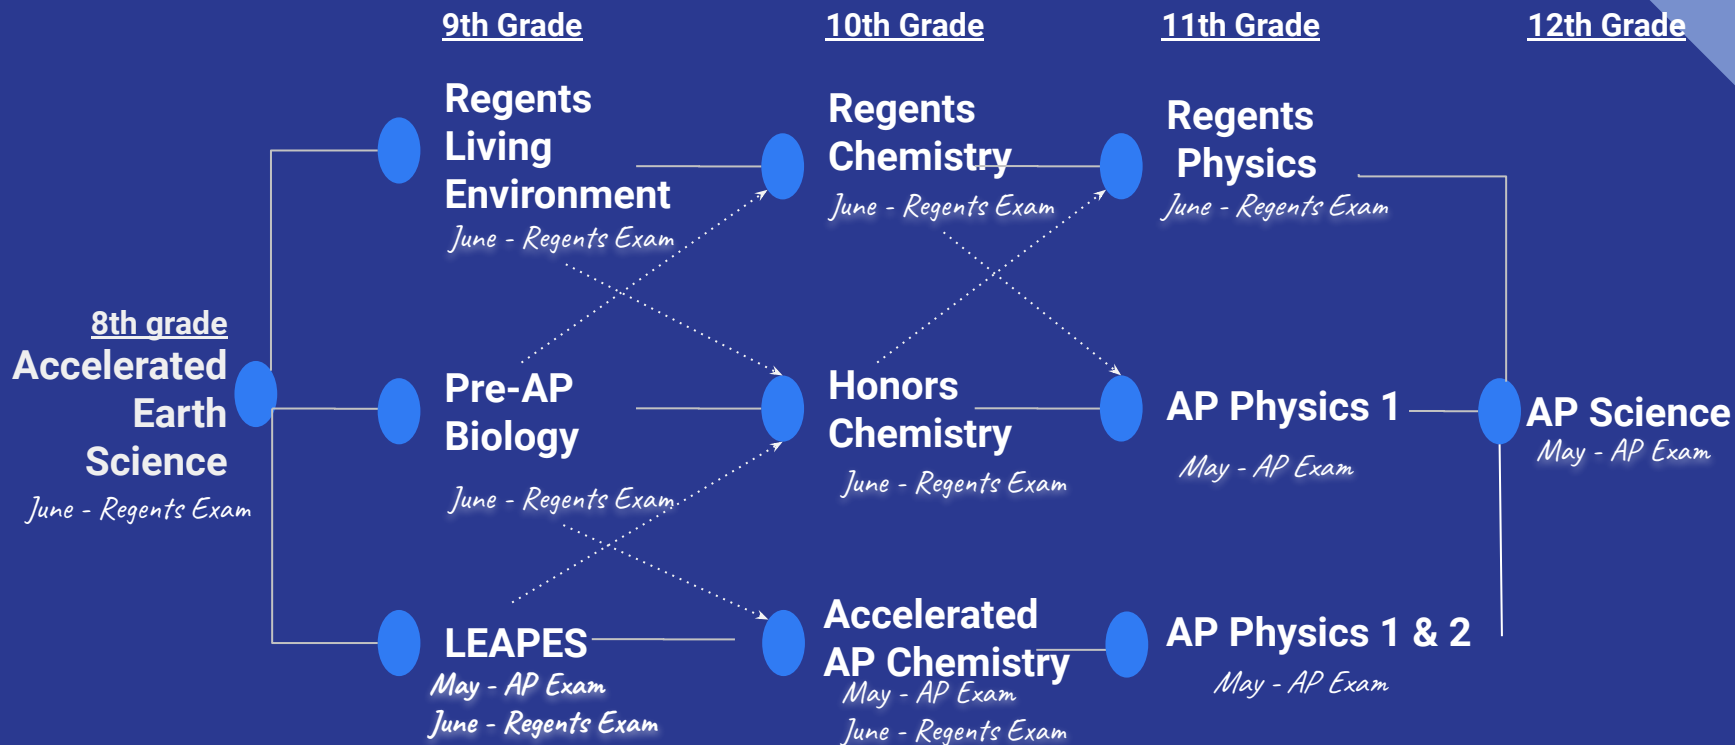 9th Grade
10th Grade
11th Grade
12th Grade
8th grade
Accelerated
Earth
Science
June - Regents Exam
Regents
Living
Environment
June - Regents Exam
Pre-AP
Biology
June - Regents Exam
LEAPES
May - AP Exam
June - Regents Exam
Regents
Chemistry
June - Regents Exam
Honors
Chemistry
June - Regents Exam
Accelerated
AP Chemistry
May - AP Exam
June - Regents Exam
Regents
Physics
June - Regents Exam
AP Physics 1
May - AP Exam
AP Physics 1 & 2
May - AP Exam
AP Science
May - AP Exam